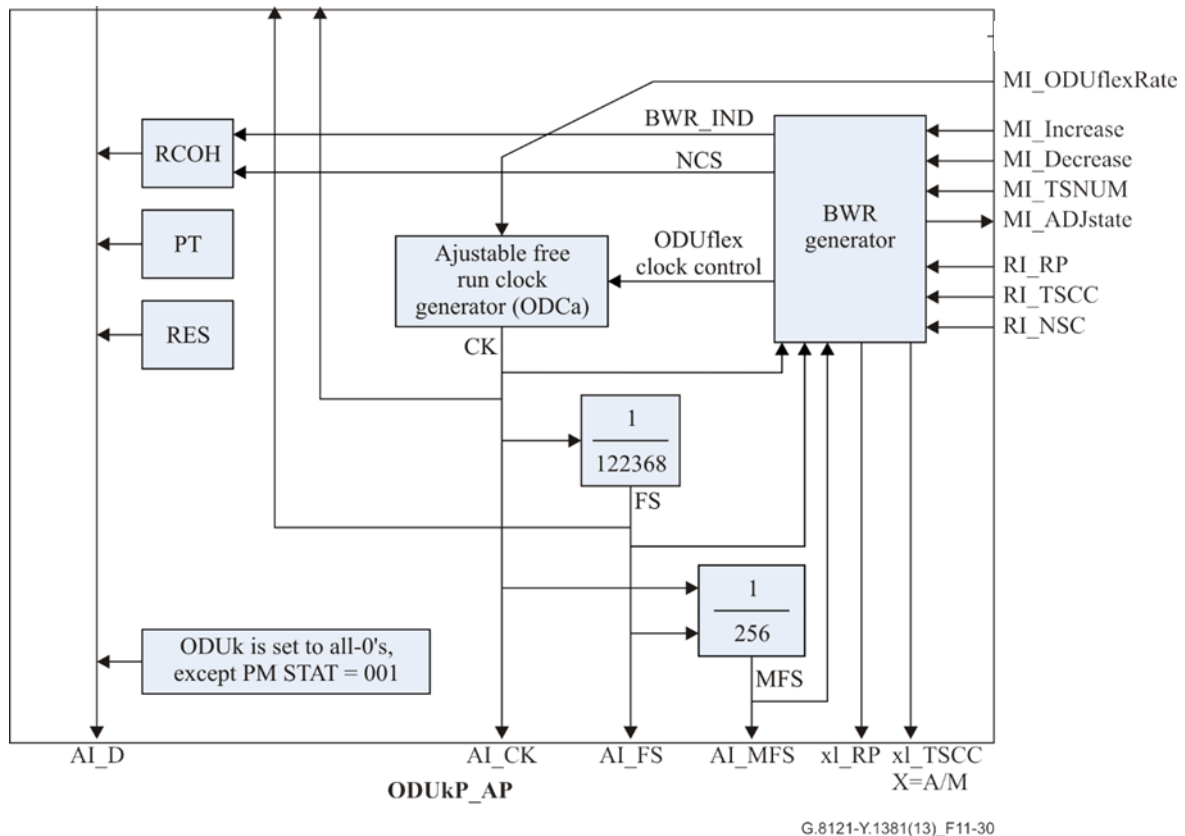 MI_ODUflexRate
BWR_IND
MI_Increase
RCOH
NCS
MI_Decrease
MI_TSNUM
BWR
generator
MI_ADJstate
PT
Ajustable free
run clock
generator (ODCa)
ODUflex
clock control
RI_RP
RI_TSCC
RI_NSC
RES
CK
1
122368
FS
1
256
MFS
ODUk is set to all-0's,
except PM STAT = 001
AI_D
AI_CK
AI_FS
AI_MFS
xl_RP
xl_TSCC
X=A/M
ODUkP_AP
G.8121-Y.1381(13)_F11-30